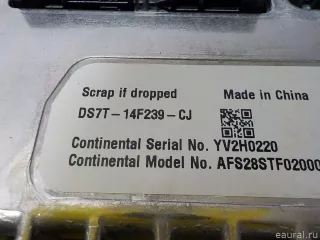 Scrap if dropped
Made in China
DS7T-14F239-CJ
Continental Serial No. YV2H0220
Continental Model No. AFS28STF02000
eaural.ru